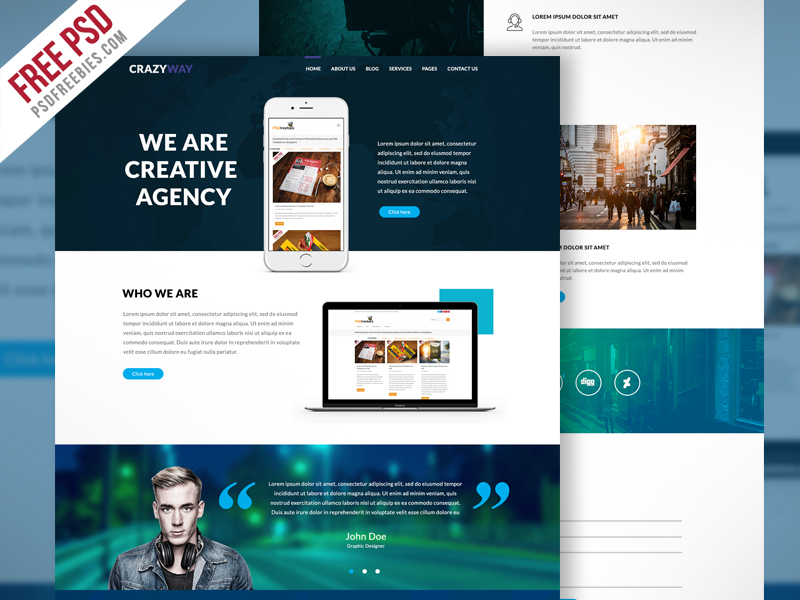 FREE PSD
PSDFREEBIES.COM
CRAZYWAY
HOME ABOUT US BLOG SERVICES PAGES CONTACT US
WE ARE
CREATIVE
AGENCY
Lorem ipsum dolor sit amet, consectetur
adipiscing elit, sed do eiusmod tempor
incididunt ut labore et dolore magna
aliqua. Ut enim ad minim veniam, quis
nostrud exercitation ullamco laboris nisi
ut aliquip ex ea commodo consequat.
Click here
WHO WE ARE
Lorem ipsum dolor sit amet, consectetur adipiscing elit, sed do eiusmod
tempor incididunt ut labore et dolore magna aliqua. Ut enim ad minim
veniam, quis nostrud exercitation ullamco laboris nisi ut aliquip ex ea
commodo consequat. Duis aute irure dolor in reprehenderit in voluptate
velit esse cillum dolore eu fugiat nulla pariatur.
Click here
Lorem ipsum dolor sit amet, consectetur adipiscing elit, sed do eiusmod tempor
incididunt ut labore et dolore magna aliqua. Ut enim ad minim veniam, quis
nostrud exercitation ullamco laboris nisi ut aliquip ex ea commodo consequat.
Duis aute irure dolor in reprehenderit in voluptate velit esse cillum dolore eu
John Doe
Graphic Designer
LOREM IPSUM DOLOR SIT AMET
Lorem ipsum dolor sit amet, consectetur adipiscing elit, sed do eiusmod
tempor incididunt ut labore et dolore magna aliqua. Ut enim ad minim
veniam, quis nostrud.
DOLOR SIT AMET
sit amet, consectetur adipiscing elit, sed do eiusmod
ut labore et dolore magna aliqua. Ut enim ad minim
nostrud.
digg